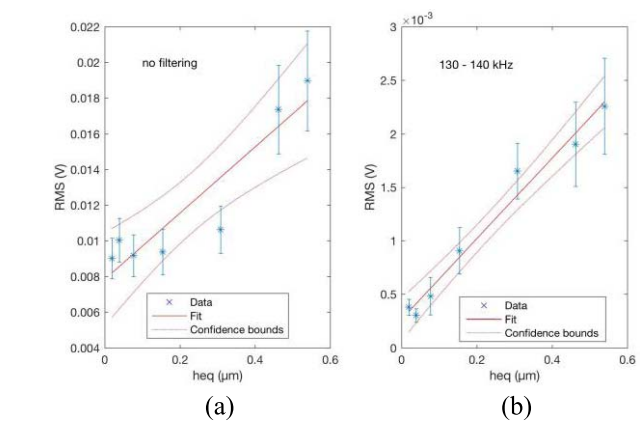 0.022
0.02
0.018
0.016
0.014
0.012
0.01
0.008
0.006
0.004
RMS (V)
no filtering
Data
Fit
Confidence bounds
0 0.2 0.4 0.6
heq (μm)
(a)
×10⁻³
3
2.5
2
1.5
1
0.5
0
RMS (V)
130 - 140 kHz
Data
Fit
Confidence bounds
0 0.2 0.4 0.6
heq (μm)
(b)